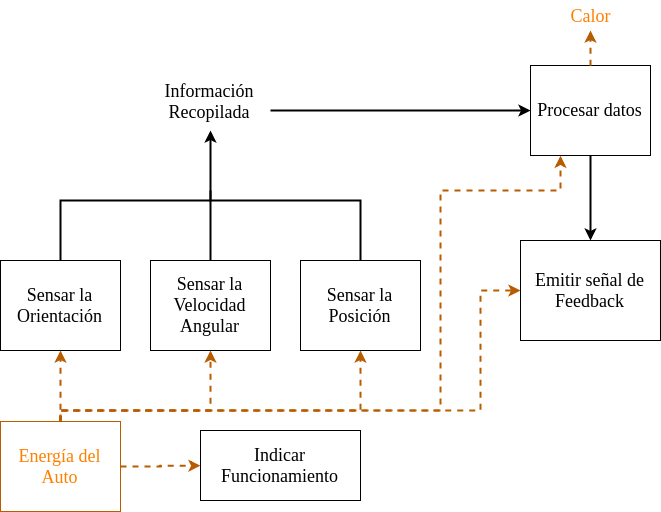 Calor
Información
Recopilada
Procesar datos
Sensar la
Orientación
Sensar la
Velocidad
Angular
Sensar la
Posición
Emitir señal de
Feedback
Energía del
Auto
Indicar
Funcionamiento